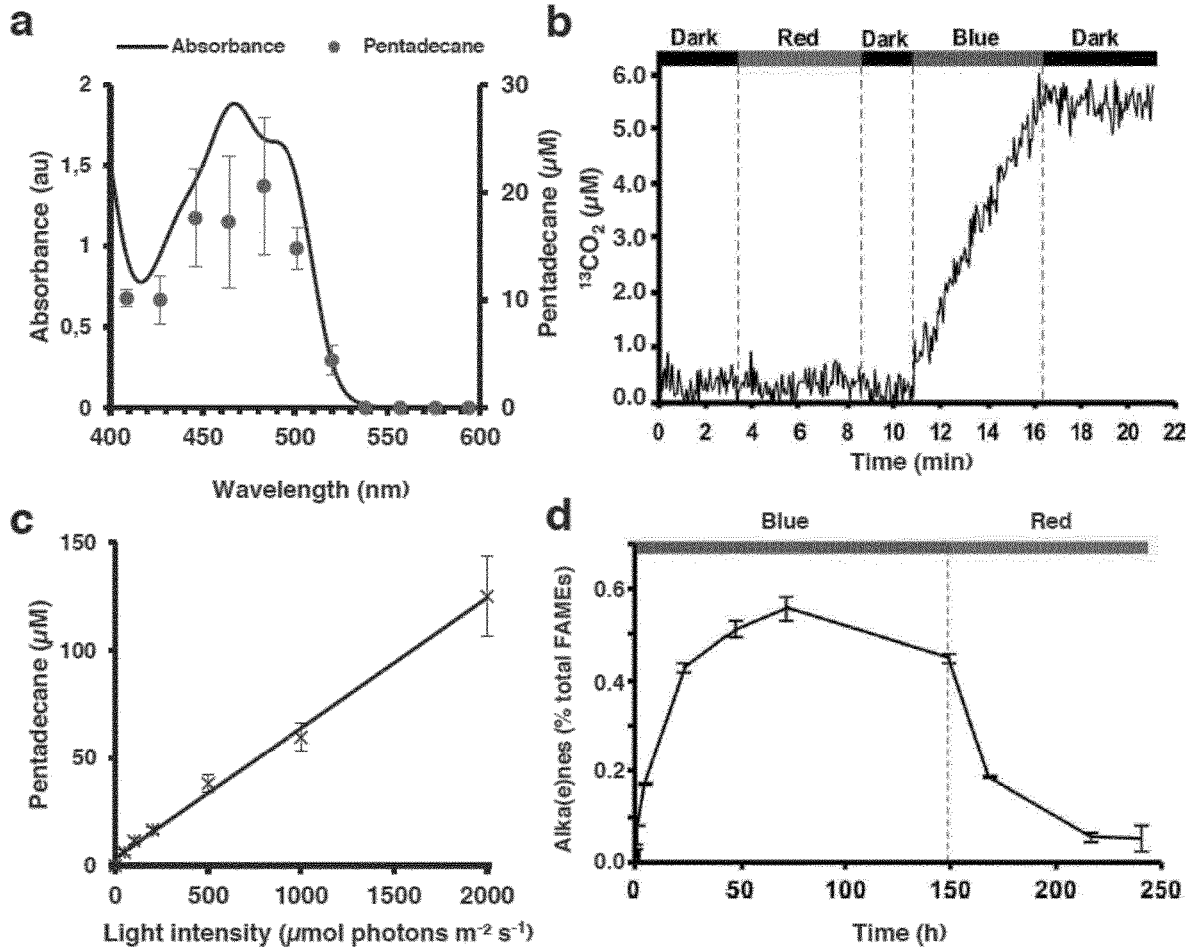 a
Absorbance Pentadecane
2
1,5
1
0,5
0
30
20
10
0
400 450 500 550 600
Absorbance (au)
Pentadecane (µM)
Wavelength (nm)
b
Dark Red Dark Blue Dark
6.0
5.0
4.0
3.0
2.0
1.0
0.0
0 2 4 6 8 10 12 14 16 18 20 22
¹³CO₂ (µM)
Time (min)
c
150
100
50
0
0 500 1000 1500 2000
Pentadecane (µM)
Light intensity (µmol photons m⁻² s⁻¹)
d
Blue Red
0.6
0.4
0.2
0.0
0 50 100 150 200 250
Alka(e)nes (% total FAMEs)
Time (h)